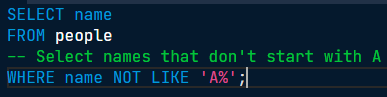 SELECT name
FROM people
-- Select names that don't start with A
WHERE name NOT LIKE 'A%';